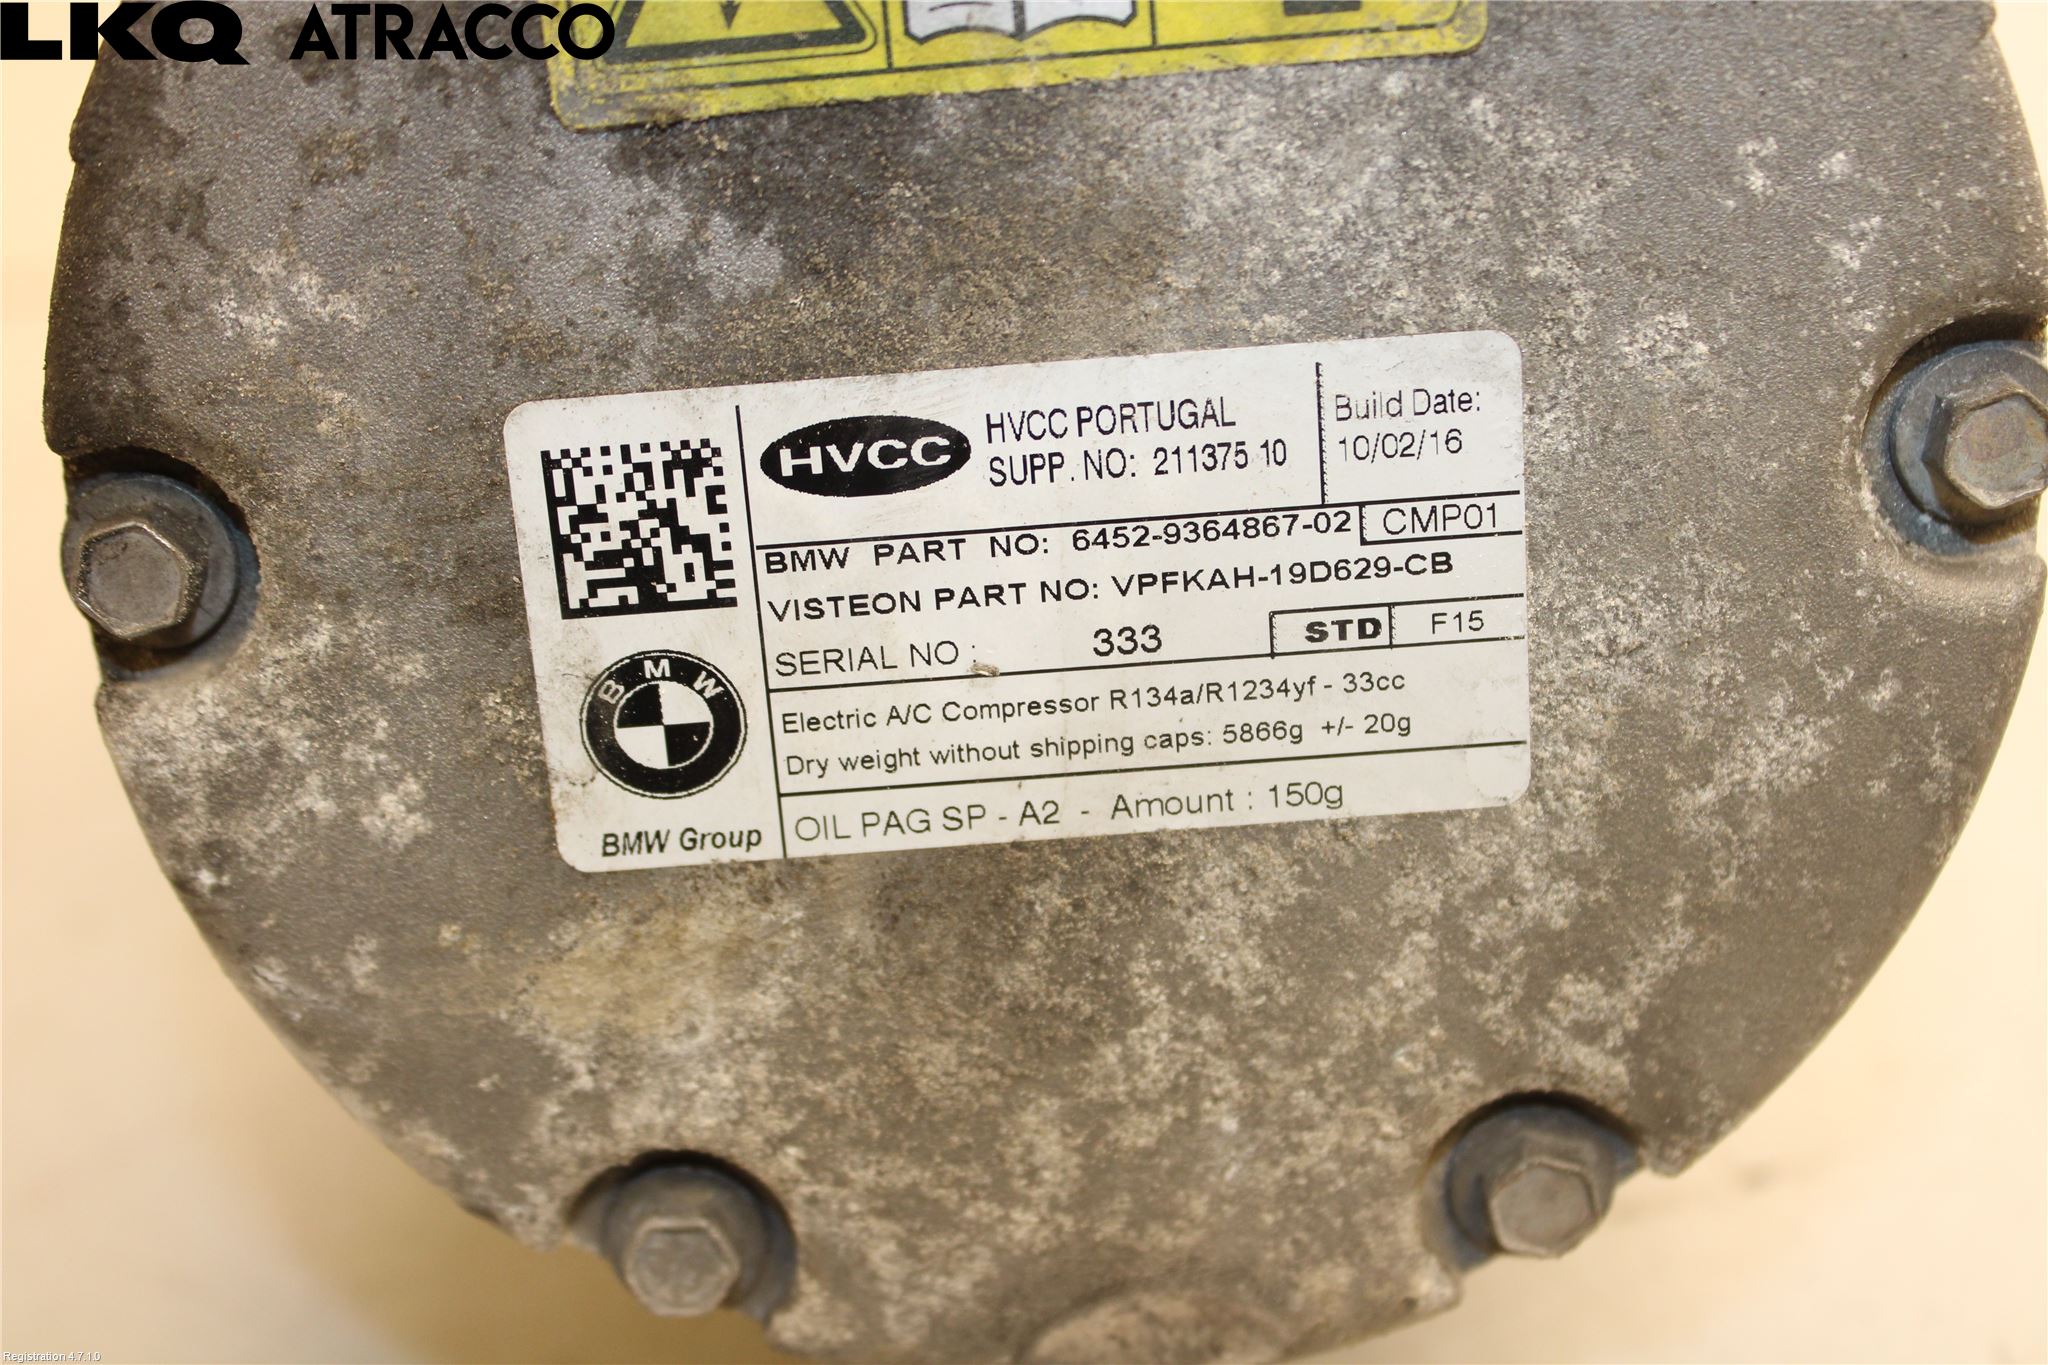 LKQ ATRACCO
HVCC
HVCC PORTUGAL
SUPP. NO: 211375 10
Build Date:
10/02/16
BMW PART NO: 6452-9364867-02
CMP01
VISTEON PART NO: VPFKAH-19D629-CB
SERIAL NO : 333
STD
F15
Electric A/C Compressor R134a/R1234yf - 33cc
Dry weight without shipping caps: 5866g +/- 20g
OIL PAG SP - A2 - Amount : 150g
BMW
BMW Group
Registration 4.7.1.0